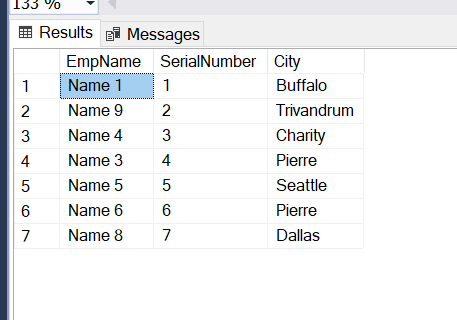 133 %
Results Messages
EmpName SerialNumber City
1 Name 1 1 Buffalo
2 Name 9 2 Trivandrum
3 Name 4 3 Charity
4 Name 3 4 Pierre
5 Name 5 5 Seattle
6 Name 6 6 Pierre
7 Name 8 7 Dallas